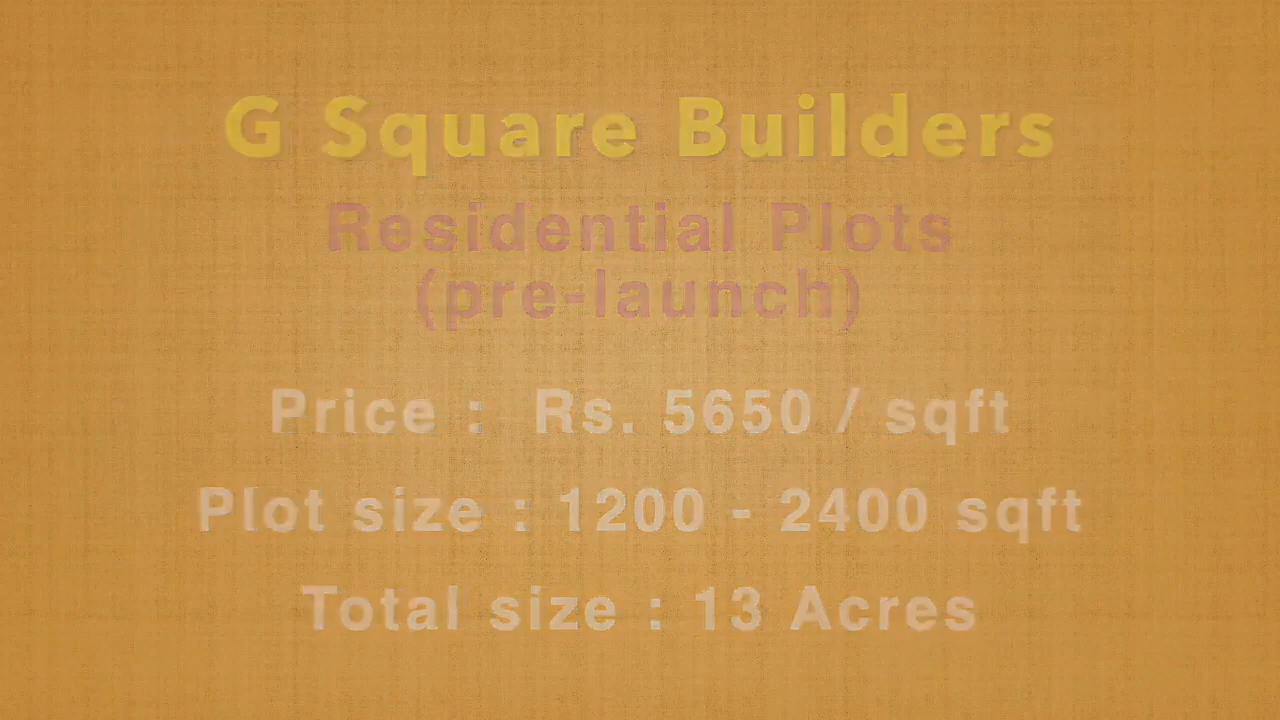 G Square Builders
Residential Plots
(pre-launch)
Price : Rs. 5650 / sqft
Plot size : 1200 - 2400 sqft
Total size : 13 Acres